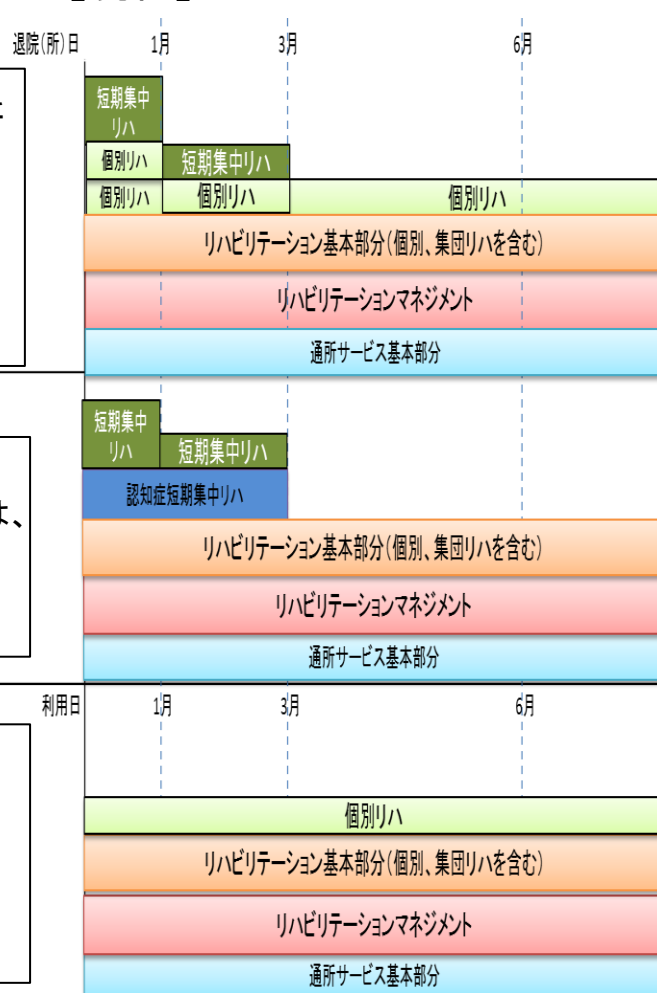 退院(所)日 1月 3月 6月
短期集中
リハ
個別リハ 短期集中リハ
個別リハ 個別リハ 個別リハ
リハビリテーション基本部分(個別、集団リハを含む)
リハビリテーションマネジメント
通所サービス基本部分
短期集中
リハ 短期集中リハ
認知症短期集中リハ
、
リハビリテーション基本部分(個別、集団リハを含む)
リハビリテーションマネジメント
通所サービス基本部分
利用日 1月 3月 6月
個別リハ
リハビリテーション基本部分(個別、集団リハを含む)
リハビリテーションマネジメント
通所サービス基本部分